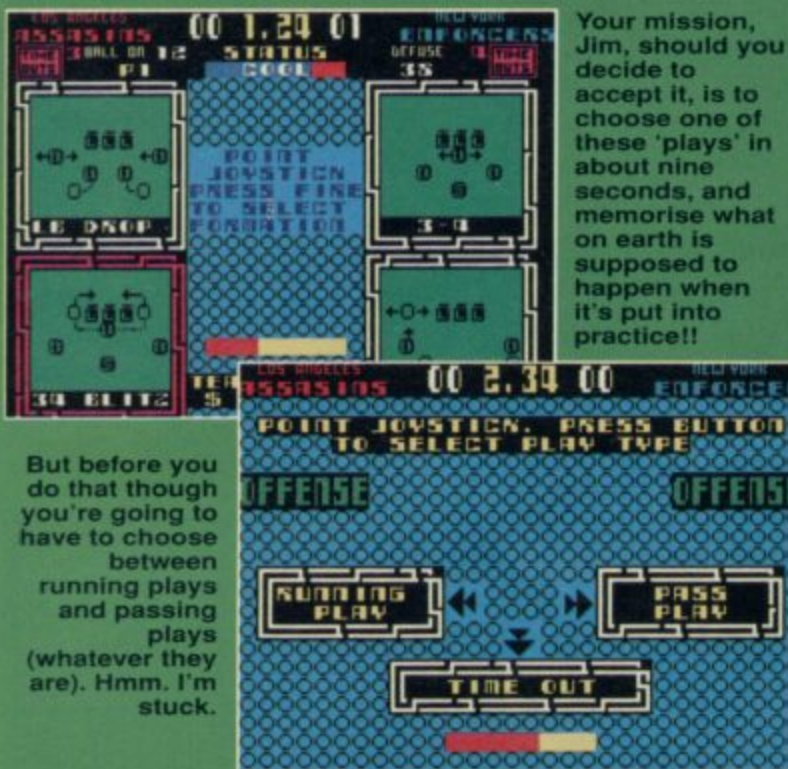 LOS ANGELES
ASSASINS
00 1.24 01
NEW YORK
ENFORCERS
3 BALL ON 12
STATUS
DEFUSE
P1
COOL
38
POINT
JOYSTICK
PRESS FIRE
TO SELECT
FORMATION
LB DROP
3-4
34 BLITZ
Your mission,
Jim, should you
decide to
accept it, is to
choose one of
these 'plays' in
about nine
seconds, and
memorise what
on earth is
supposed to
happen when
it's put into
practice!!
LOS ANGELES
ASSASINS
00 2.34 00
NEW YORK
ENFORCE
POINT JOYSTICK. PRESS BUTTON
TO SELECT PLAY TYPE
OFFENSE
OFFENS
RUNNING
PLAY
PASS
PLAY
TIME OUT
But before you
do that though
you're going to
have to choose
between
running plays
and passing
plays
(whatever they
are). Hmm. I'm
stuck.